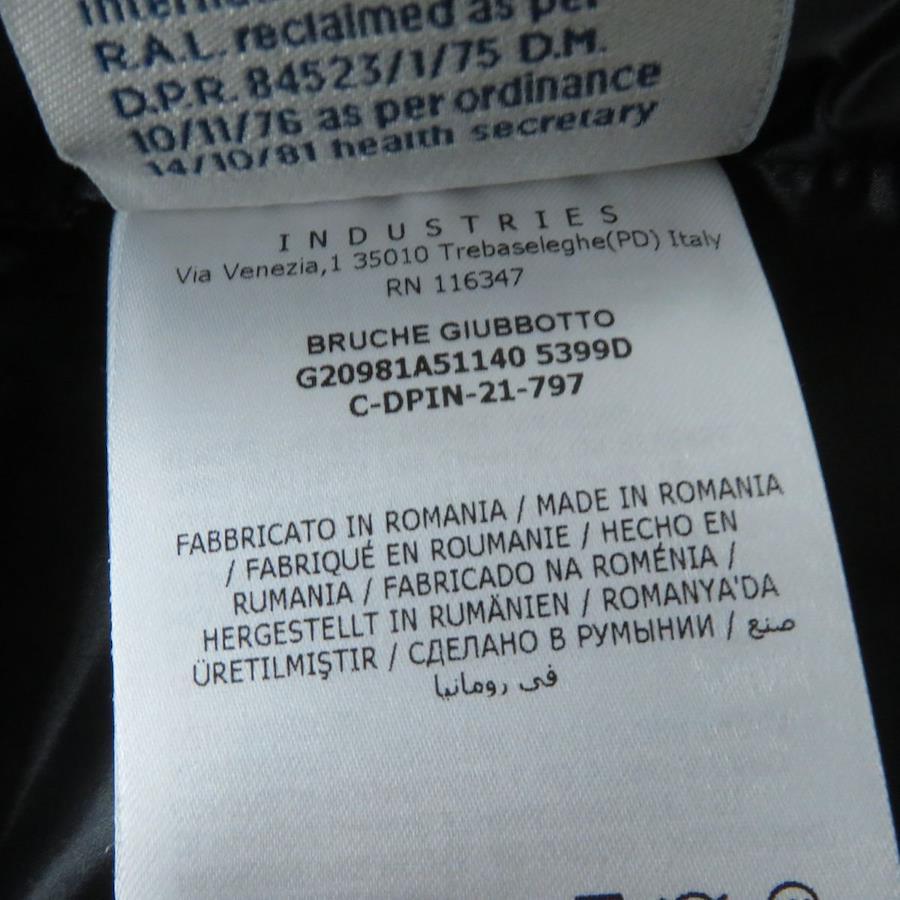 R.A.L. reclaimed as per
D.P.R. 84523/1/75 D.M.
10/11/76 as per ordinance
14/10/81 health secretary
INDUSTRIES
Via Venezia,1 35010 Trebaseleghe(PD) Italy
RN 116347
BRUCHE GIUBBOTTO
G20981A51140 5399D
C-DPIN-21-797
FABBRICATO IN ROMANIA / MADE IN ROMANIA
/ FABRIQUÉ EN ROUMANIE / HECHO EN
RUMANIA / FABRICADO NA ROMÉNIA /
HERGESTELLT IN RUMÄNIEN / ROMANYA'DA
ÜRETILMIŞTIR / СДЕЛАНО В РУМЫНИИ / صنع
في رومانيا